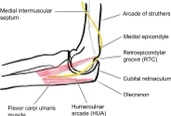 Medial intermuscular
septum
Arcade of struthers
Medial epicondyle
Retroepicondylar
groove (RTC)
Cubital retinaculum
Olecranon
Flexor carpi ulnaris
muscle
Humeroulnar
arcade (HUA)